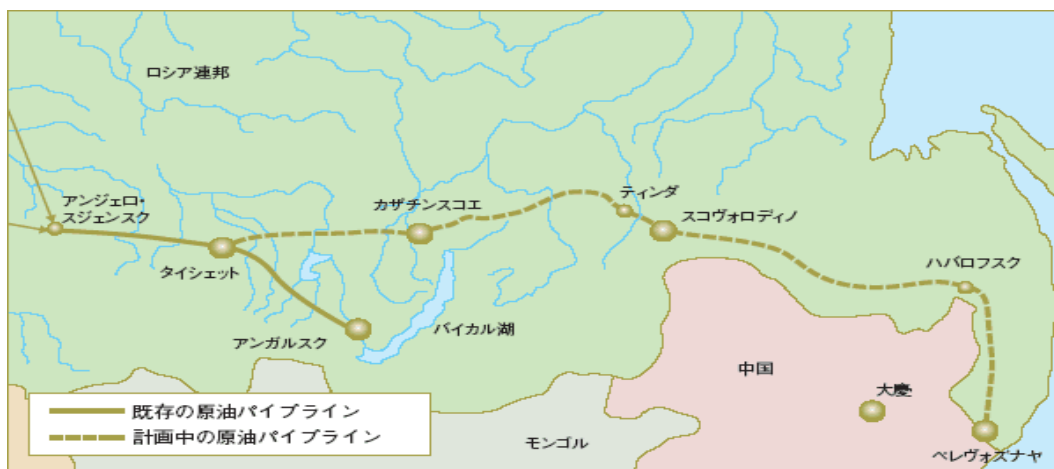 ロシア連邦
アンジェロ・
スジェンスク
カザチンスコエ
ティンダ
スコヴォロディノ
タイシェット
ハバロフスク
アンガルスク
バイカル湖
中国
大慶
モンゴル
ペレヴォズナヤ
既存の原油パイプライン
計画中の原油パイプライン